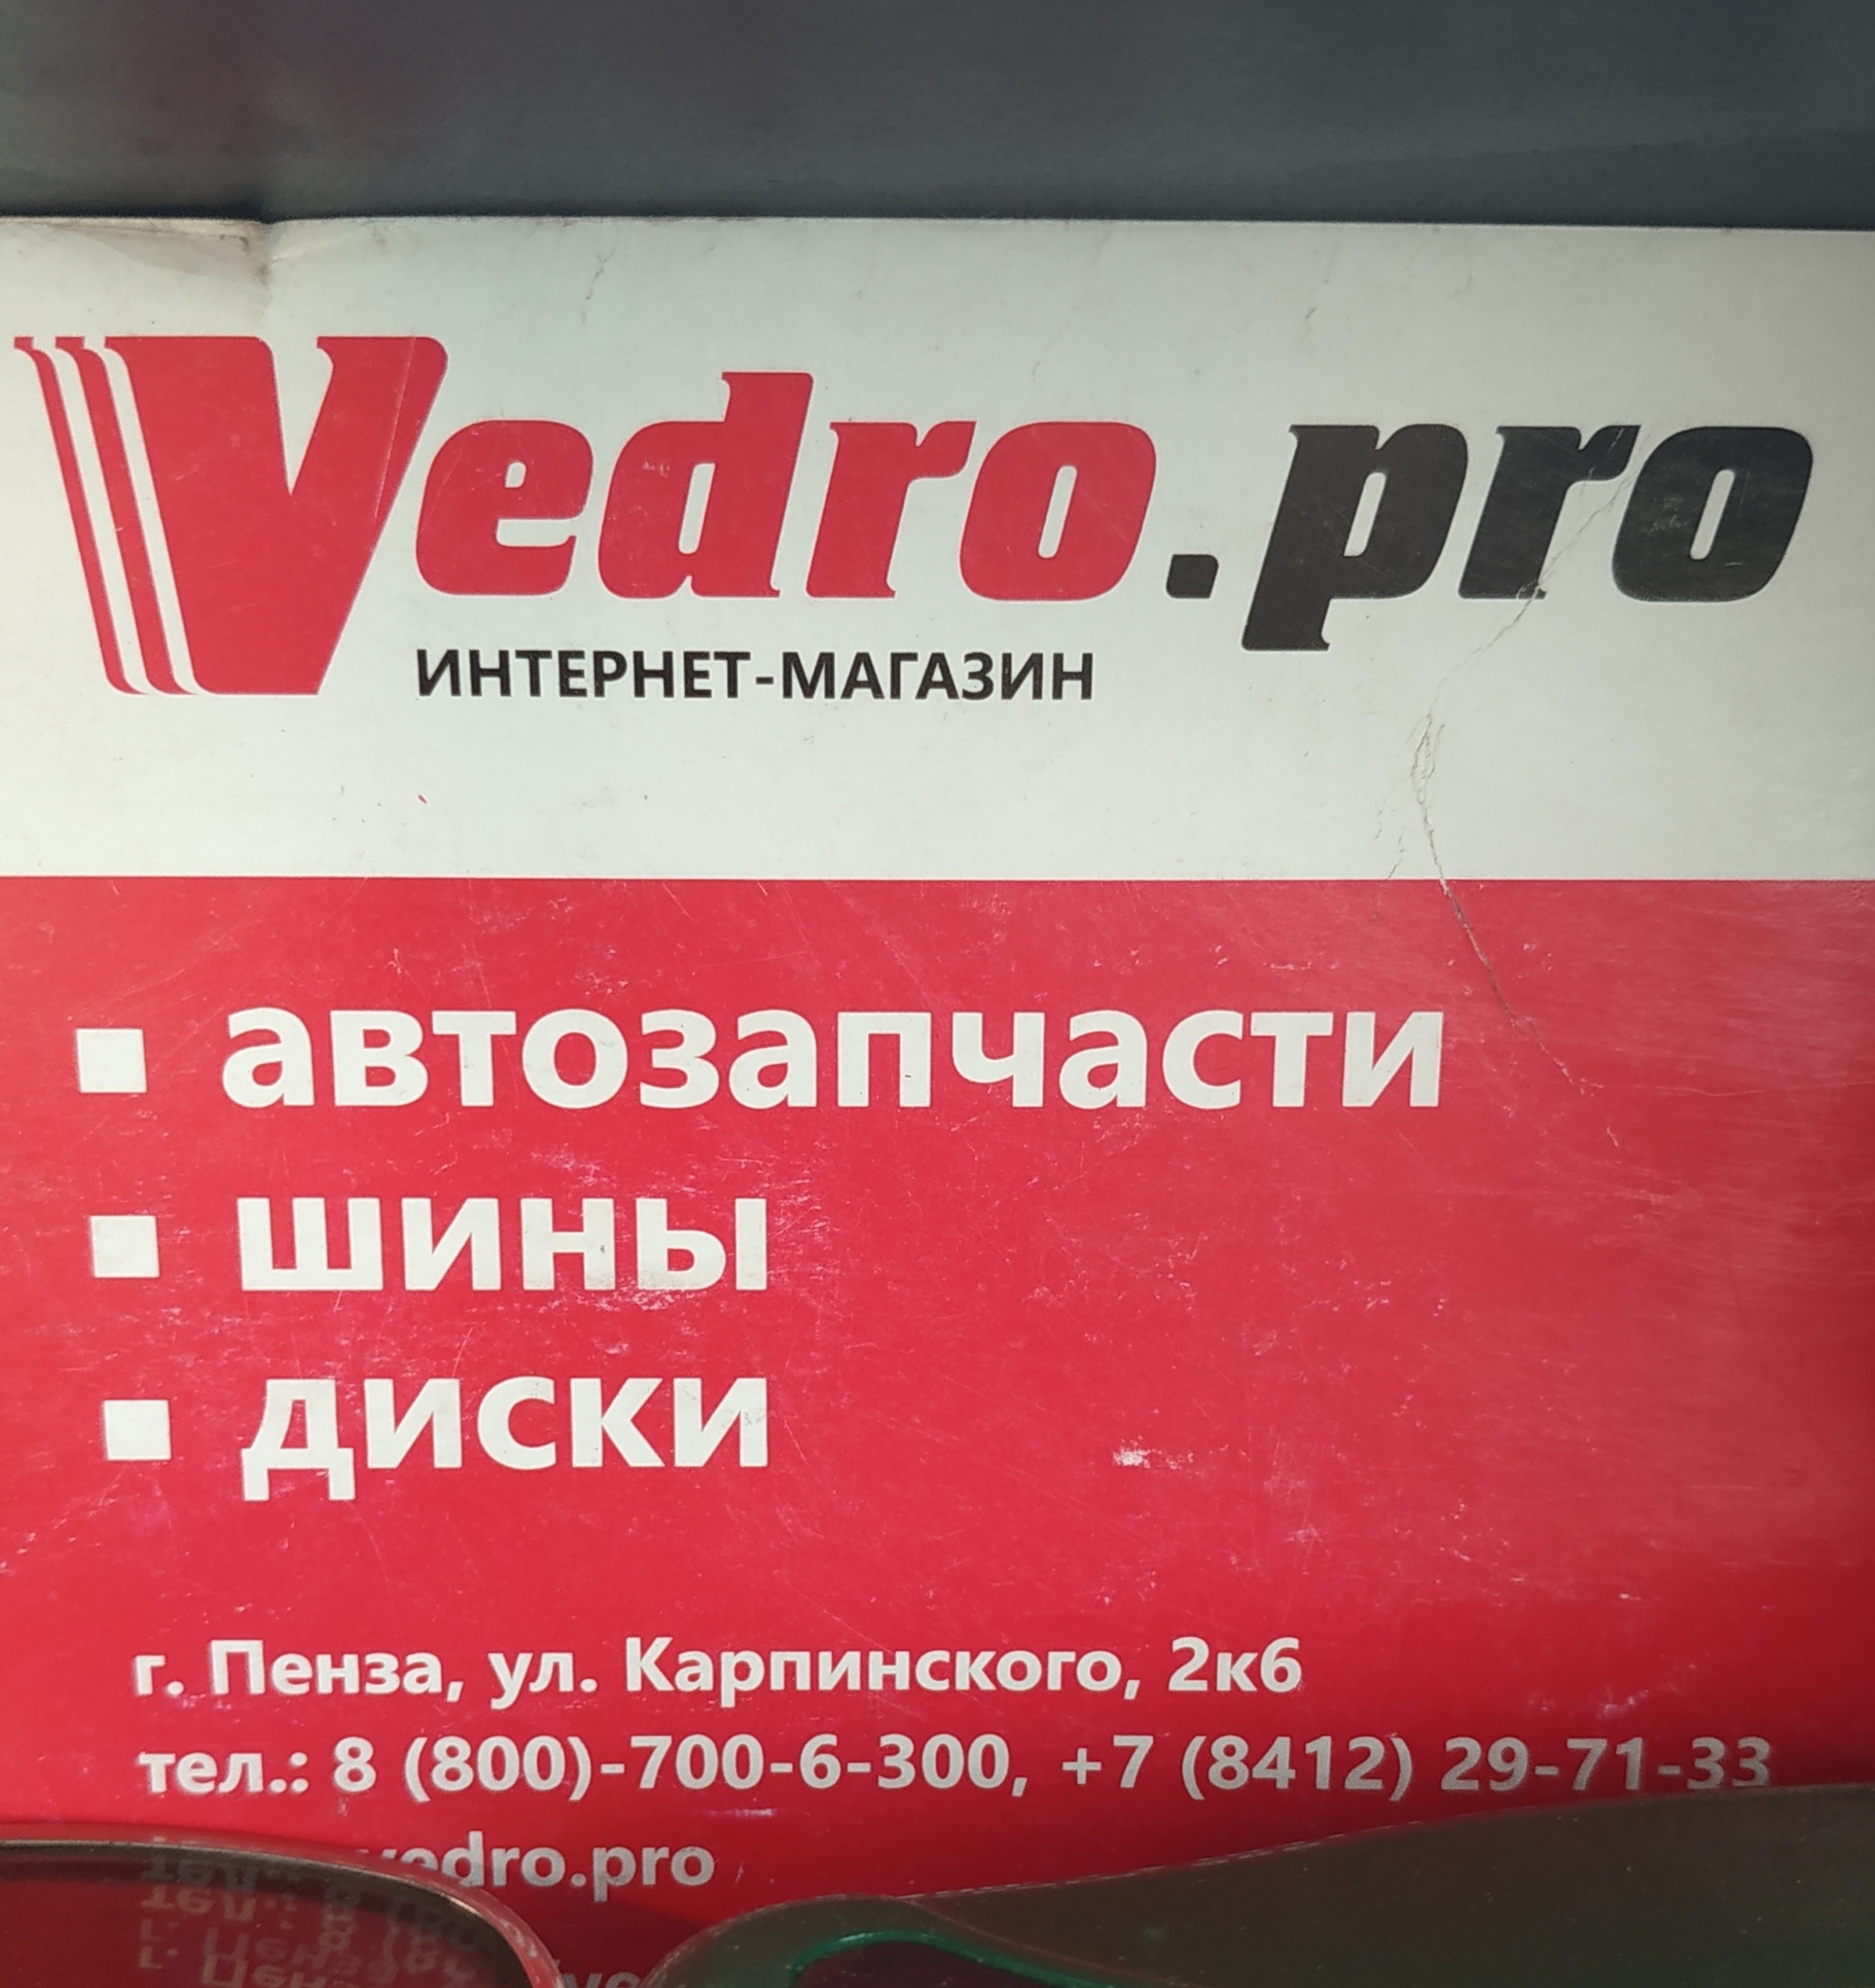 Vedro.pro
ИНТЕРНЕТ-МАГАЗИН
▪ автозапчасти
▪ шины
▪ диски
г. Пенза, ул. Карпинского, 2к6
тел.: 8 (800)-700-6-300, +7 (8412) 29-71-33
vedro.pro